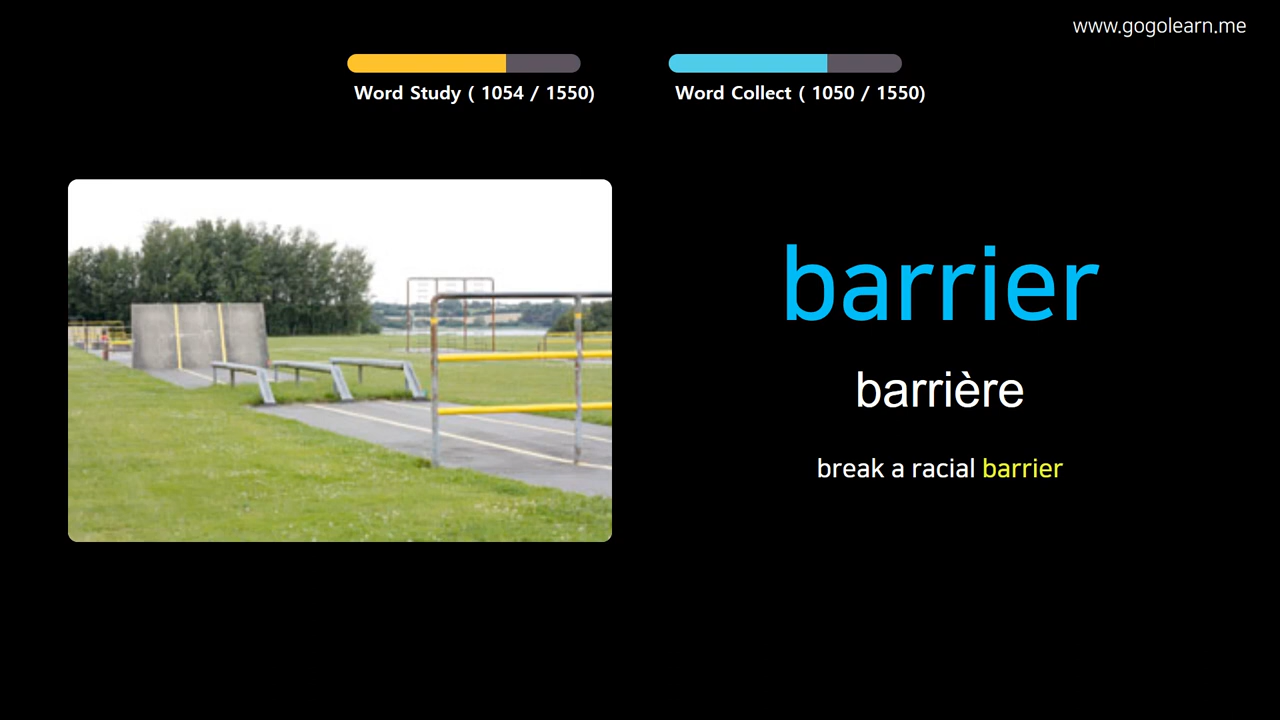 www.gogolearn.me
Word Study ( 1054 / 1550)
Word Collect ( 1050 / 1550)
barrier
barrière
break a racial barrier